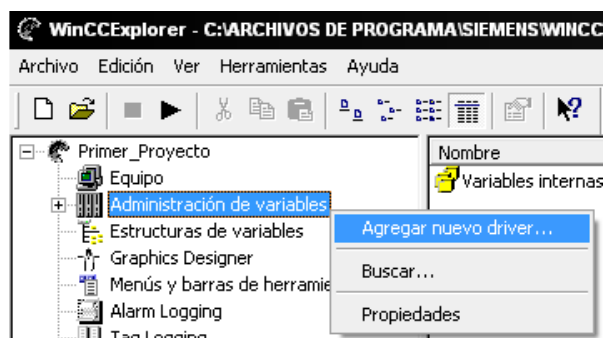 WinCCExplorer - C:\ARCHIVOS DE PROGRAMA\SIEMENS\WINCC
Archivo Edición Ver Herramientas Ayuda
Primer_Proyecto
Nombre
Equipo
Variables internas
Administración de variables
Agregar nuevo driver...
Estructuras de variables
Graphics Designer
Buscar...
Menús y barras de herramie
Alarm Logging
Propiedades
Tag Logging